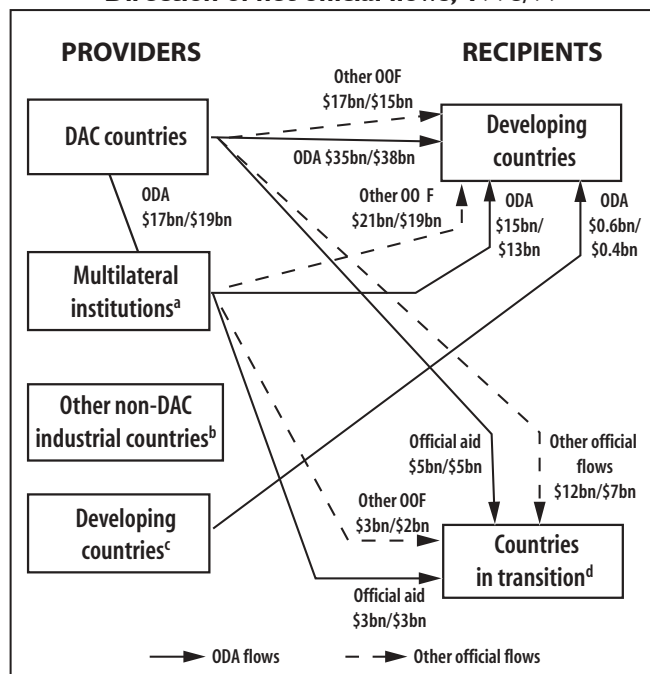 PROVIDERS
RECIPIENTS
Other OOF
$17bn/$15bn
DAC countries
Developing
countries
ODA $35bn/$38bn
ODA
$17bn/$19bn
Other OO F
$21bn/$19bn
ODA
$15bn/
$13bn
ODA
$0.6bn/
$0.4bn
Multilateral
institutionsᵃ
Other non-DAC
industrial countriesᵇ
Official aid
$5bn/$5bn
Other official
flows
$12bn/$7bn
Developing
countriesᶜ
Other OOF
$3bn/$2bn
Countries
in transitionᵈ
Official aid
$3bn/$3bn
ODA flows
Other official flows